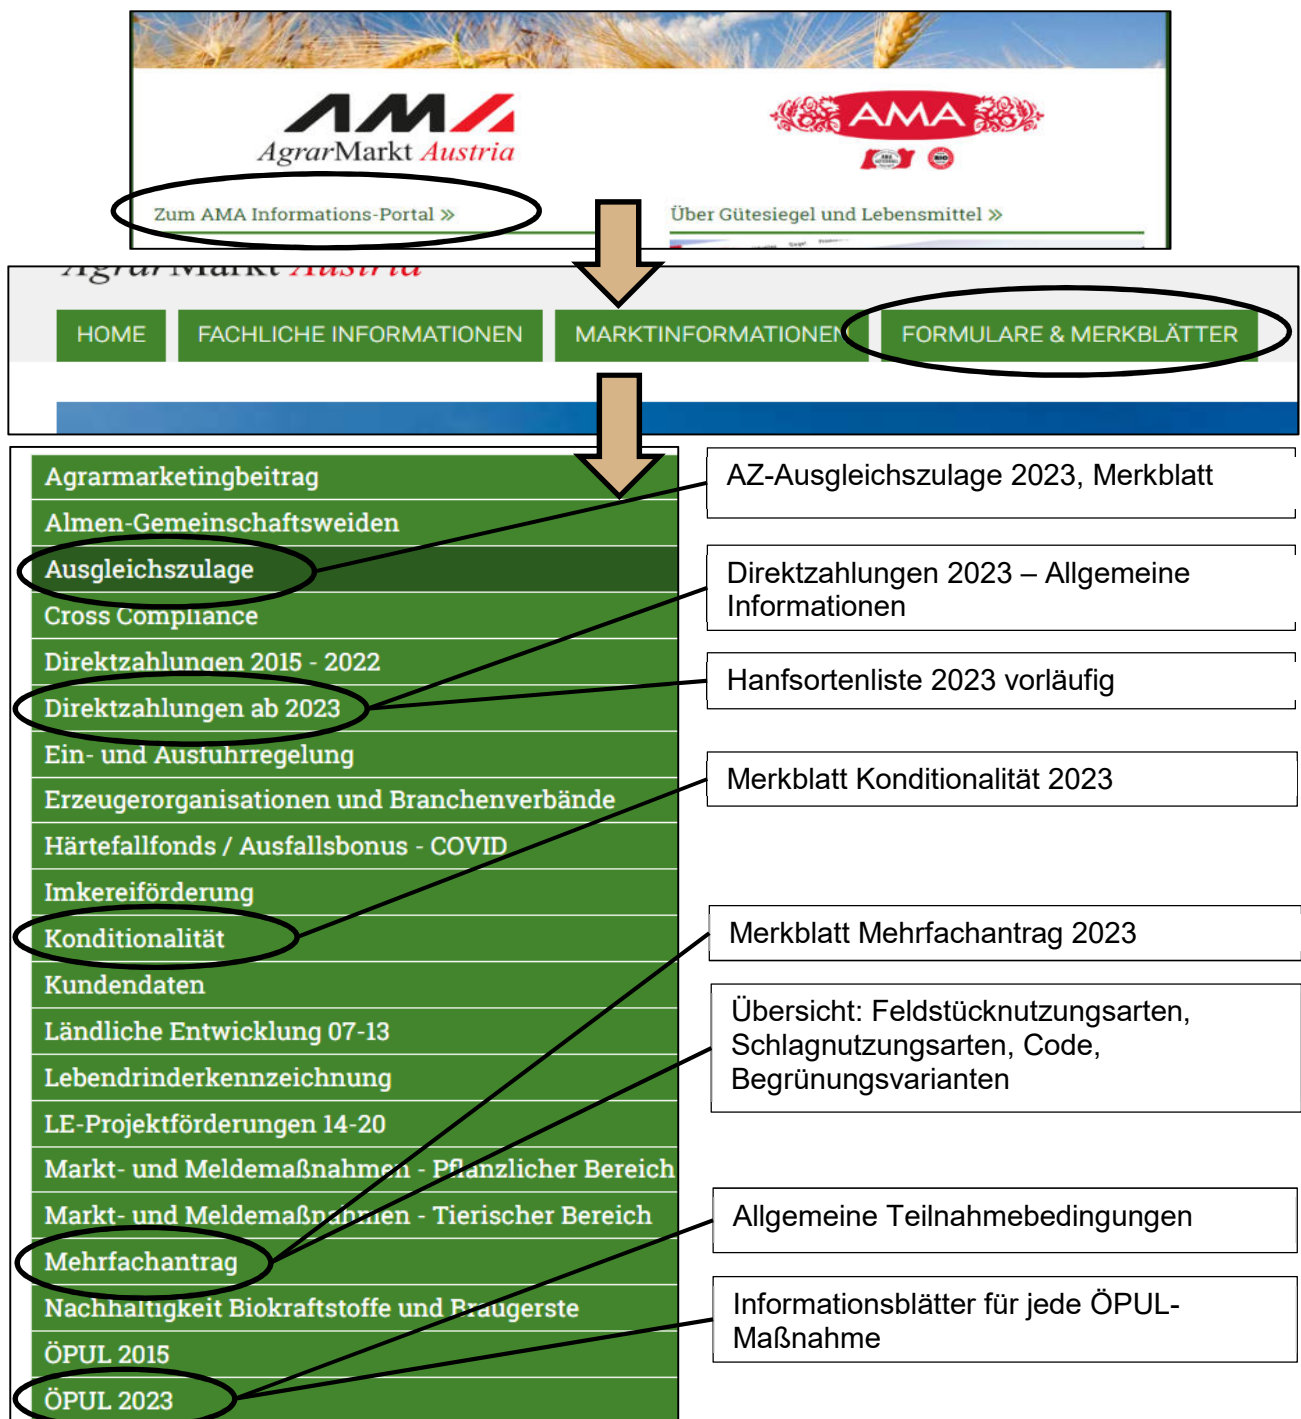 AMA
AgrarMarkt Austria
AMA
BIO
Zum AMA Informations-Portal »
Über Gütesiegel und Lebensmittel »
AgrarMarkt Austria
HOME
FACHLICHE INFORMATIONEN
MARKTINFORMATIONEN
FORMULARE & MERKBLÄTTER
Agrarmarketingbeitrag
Almen-Gemeinschaftsweiden
Ausgleichszulage
Cross Compliance
Direktzahlungen 2015 - 2022
Direktzahlungen ab 2023
Ein- und Ausfuhrregelung
Erzeugerorganisationen und Branchenverbände
Härtefallfonds / Ausfallsbonus - COVID
Imkereiförderung
Konditionalität
Kundendaten
Ländliche Entwicklung 07-13
Lebendrinderkennzeichnung
LE-Projektförderungen 14-20
Markt- und Meldemaßnahmen - Pflanzlicher Bereich
Markt- und Meldemaßnahmen - Tierischer Bereich
Mehrfachantrag
Nachhaltigkeit Biokraftstoffe und Braugerste
ÖPUL 2015
ÖPUL 2023
AZ-Ausgleichszulage 2023, Merkblatt
Direktzahlungen 2023 – Allgemeine
Informationen
Hanfsortenliste 2023 vorläufig
Merkblatt Konditionalität 2023
Merkblatt Mehrfachantrag 2023
Übersicht: Feldstücknutzungsarten,
Schlagnutzungsarten, Code,
Begrünungsvarianten
Allgemeine Teilnahmebedingungen
Informationsblätter für jede ÖPUL-
Maßnahme